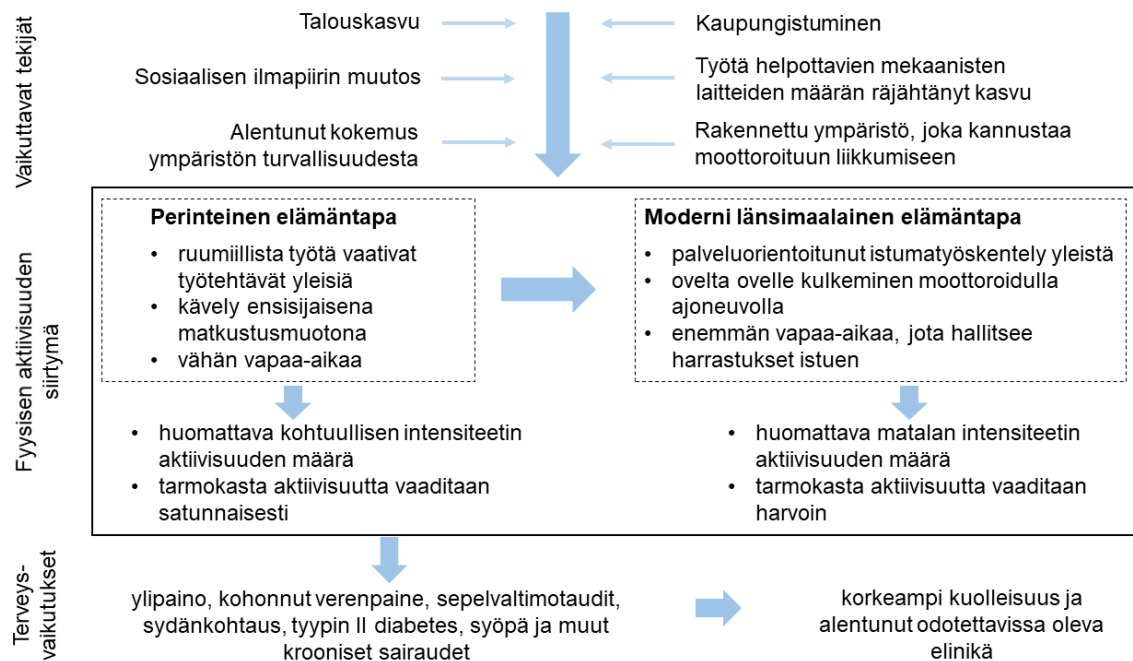 Vaikuttavat tekijät
Talouskasvu
Sosiaalisen ilmapiirin muutos
Alentunut kokemus
ympäristön turvallisuudesta
Kaupungistuminen
Työtä helpottavien mekaanisten
laitteiden määrän räjähtänyt kasvu
Rakennettu ympäristö, joka kannustaa
moottoroituun liikkumiseen
Fyysisen aktiivisuuden
siirtymä
Perinteinen elämäntapa
• ruumiillista työtä vaativat
työtehtävät yleisiä
• kävely ensisijaisena
matkustusmuotona
• vähän vapaa-aikaa
Moderni länsimaalainen elämäntapa
• palveluorientoitunut istumatyöskentely yleistä
• ovelta ovelle kulkeminen moottoroidulla
ajoneuvolla
• enemmän vapaa-aikaa, jota hallitsee
harrastukset istuen
• huomattava kohtuullisen intensiteetin
aktiivisuuden määrä
• tarmokasta aktiivisuutta vaaditaan
satunnaisesti
• huomattava matalan intensiteetin
aktiivisuuden määrä
• tarmokasta aktiivisuutta vaaditaan
harvoin
Terveys-
vaikutukset
ylipaino, kohonnut verenpaine, sepelvaltimotaudit,
sydänkohtaus, tyypin II diabetes, syöpä ja muut
krooniset sairaudet
korkeampi kuolleisuus ja
alentunut odotettavissa oleva
elinikä